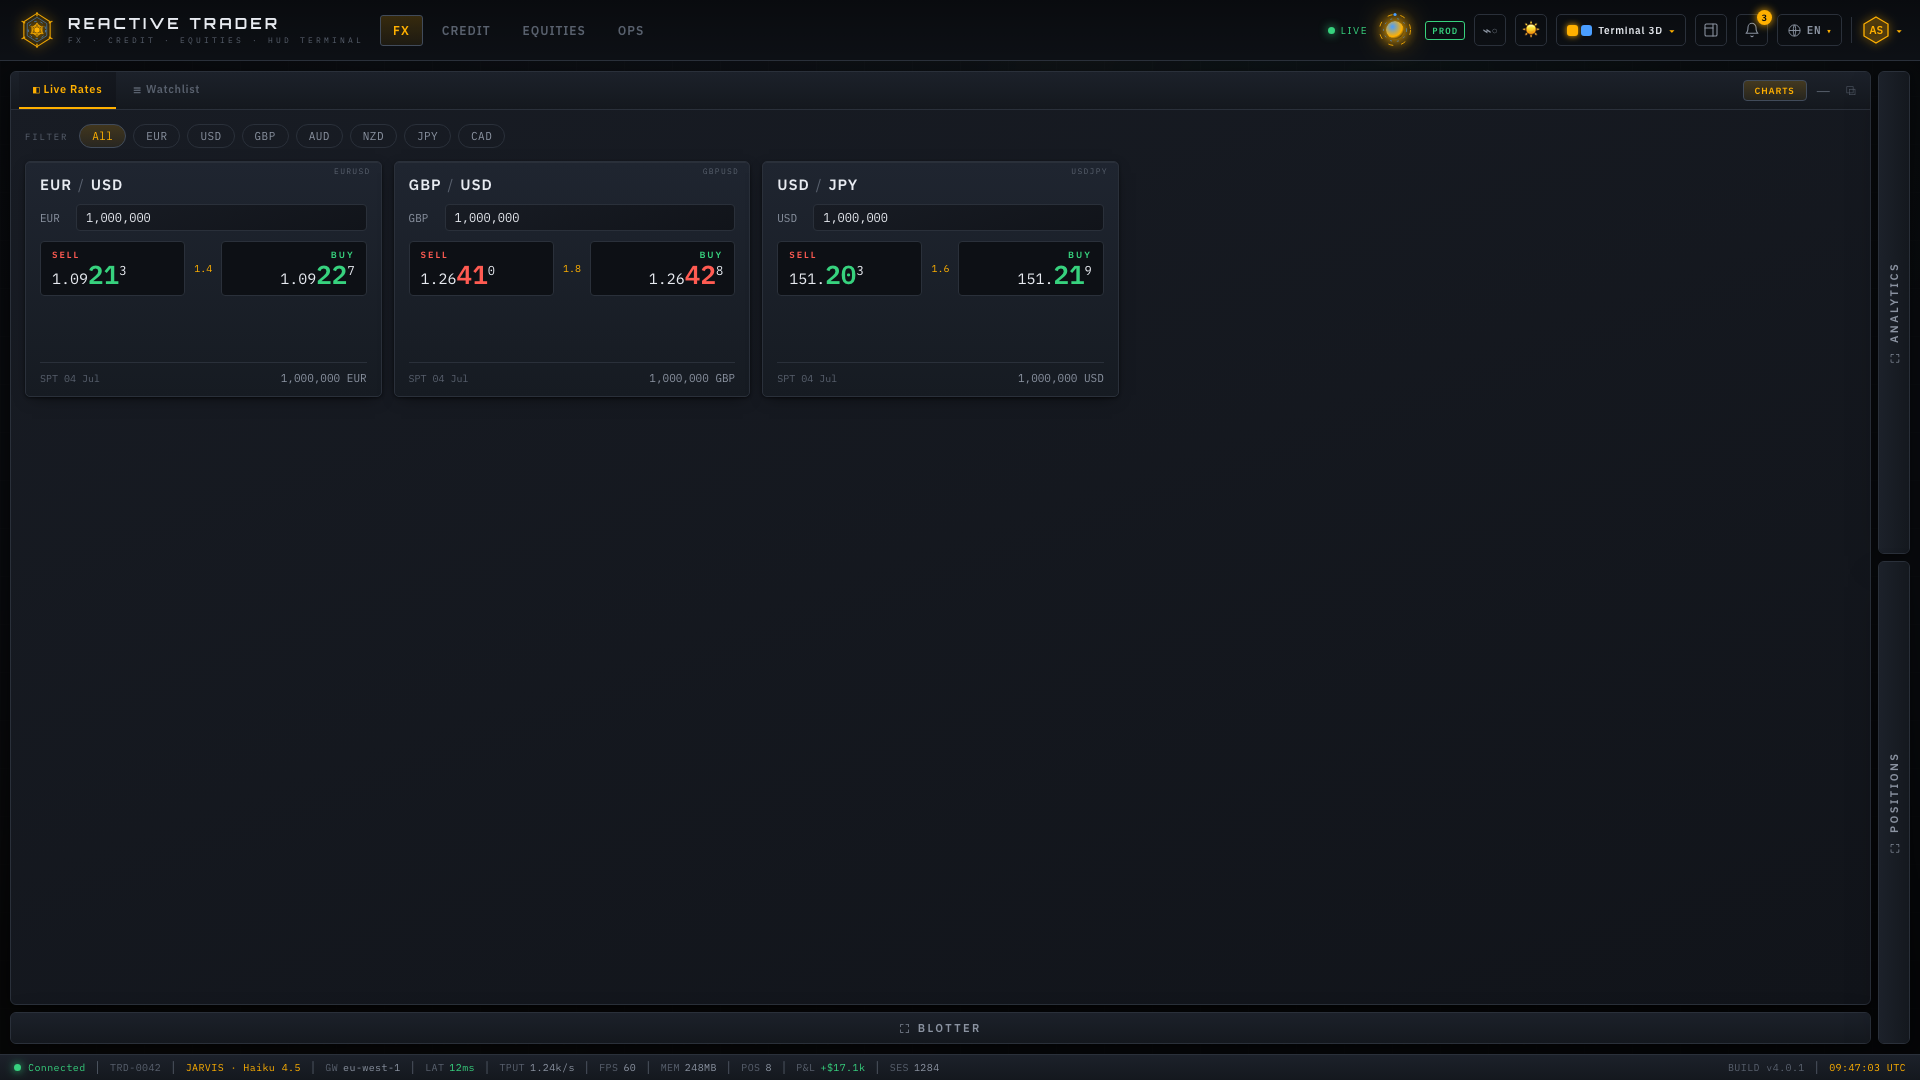 REACTIVE TRADER
FX · CREDIT · EQUITIES · HUD TERMINAL
FX CREDIT EQUITIES OPS
LIVE
PROD
Terminal 3D
3
EN
AS
Live Rates
Watchlist
CHARTS
FILTER All EUR USD GBP AUD NZD JPY CAD
EURUSD
EUR / USD
EUR 1,000,000
SELL
1.09213
1.4
BUY
1.09227
SPT 04 Jul 1,000,000 EUR
GBPUSD
GBP / USD
GBP 1,000,000
SELL
1.26410
1.8
BUY
1.26428
SPT 04 Jul 1,000,000 GBP
USDJPY
USD / JPY
USD 1,000,000
SELL
151.203
1.6
BUY
151.219
SPT 04 Jul 1,000,000 USD
ANALYTICS
POSITIONS
BLOTTER
Connected TRD-0042 JARVIS · Haiku 4.5 GW eu-west-1 LAT 12ms TPUT 1.24k/s FPS 60 MEM 248MB POS 8 P&L +$17.1k SES 1284 BUILD v4.0.1 09:47:03 UTC